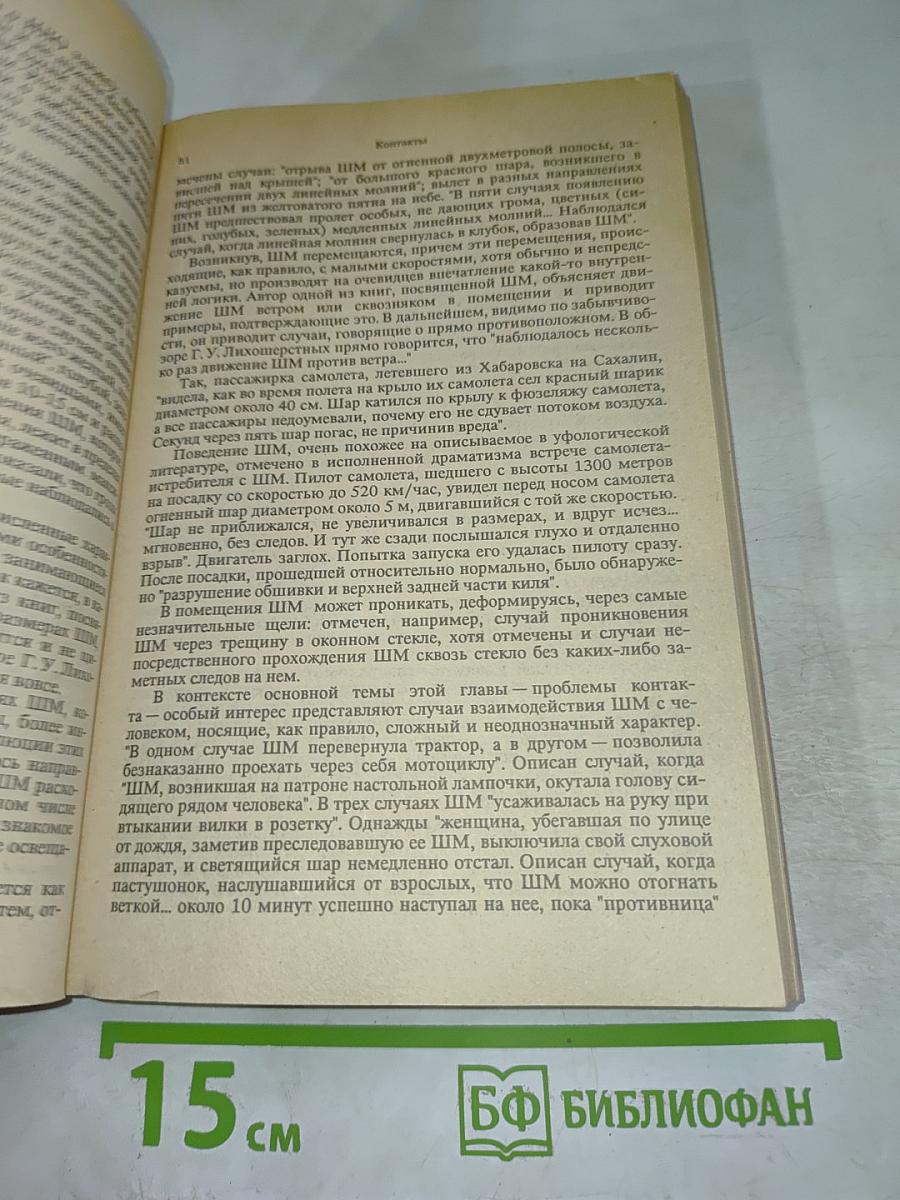 81
Контакты
мечены случаи: "отрыва ШМ от огненной двухметровой полосы, за-
висшей над крышей"; "от большого красного шара, возникшего в
пересечении двух линейных молний"; вылет в разных направлениях
пяти ШМ из желтоватого пятна на небе. "В пяти случаях появлению
ШМ предшествовал пролет особых, не дающих грома, цветных (си-
них, голубых, зеленых) медленных линейных молний... Наблюдался
случай, когда линейная молния свернулась в клубок, образовав ШМ".
Возникнув, ШМ перемещаются, причем эти перемещения, проис-
ходящие, как правило, с малыми скоростями, хотя обычно и непредс-
казуемы, но производят на очевидцев впечатление какой-то внутрен-
ней логики. Автор одной из книг, посвященной ШМ, объясняет дви-
жение ШМ ветром или сквозняком в помещении и приводит
примеры, подтверждающие это. В дальнейшем, видимо по забывчиво-
сти, он приводит случаи, говорящие о прямо противоположном. В об-
зоре Г. У. Лихошерстных прямо говорится, что "наблюдалось несколь-
ко раз движение ШМ против ветра..."
Так, пассажирка самолета, летевшего из Хабаровска на Сахалин,
"видела, как во время полета на крыло их самолета сел красный шарик
диаметром около 40 см. Шар катился по крылу к фюзеляжу самолета,
а все пассажиры недоумевали, почему его не сдувает потоком воздуха.
Секунд через пять шар погас, не причинив вреда".
Поведение ШМ, очень похожее на описываемое в уфологической
литературе, отмечено в исполненной драматизма встрече самолета-
истребителя с ШМ. Пилот самолета, шедшего с высоты 1300 метров
на посадку со скоростью до 520 км/час, увидел перед носом самолета
огненный шар диаметром около 5 м, двигавшийся с той же скоростью.
"Шар не приближался, не увеличивался в размерах, и вдруг исчез...
мгновенно, без следов. И тут же сзади послышался глухо и отдаленно
взрыв". Двигатель заглох. Попытка запуска его удалась пилоту сразу.
После посадки, прошедшей относительно нормально, было обнаруже-
но "разрушение обшивки и верхней задней части киля".
В помещения ШМ может проникать, деформируясь, через самые
незначительные щели: отмечен, например, случай проникновения
ШМ через трещину в оконном стекле, хотя отмечены и случаи не-
посредственного прохождения ШМ сквозь стекло без каких-либо за-
метных следов на нем.
В контексте основной темы этой главы — проблемы контак-
та — особый интерес представляют случаи взаимодействия ШМ с че-
ловеком, носящие, как правило, сложный и неоднозначный характер.
"В одном случае ШМ перевернула трактор, а в другом — позволила
безнаказанно проехать через себя мотоциклу". Описан случай, когда
"ШМ, возникшая на патроне настольной лампочки, окутала голову си-
дящего рядом человека". В трех случаях ШМ "усаживалась на руку при
втыкании вилки в розетку". Однажды "женщина, убегавшая по улице
от дождя, заметив преследовавшую ее ШМ, выключила свой слуховой
аппарат, и светящийся шар немедленно отстал. Описан случай, когда
пастушонок, наслушавшийся от взрослых, что ШМ можно отогнать
веткой... около 10 минут успешно наступал на нее, пока "противница"
15 см
БФ БИБЛИОФАН